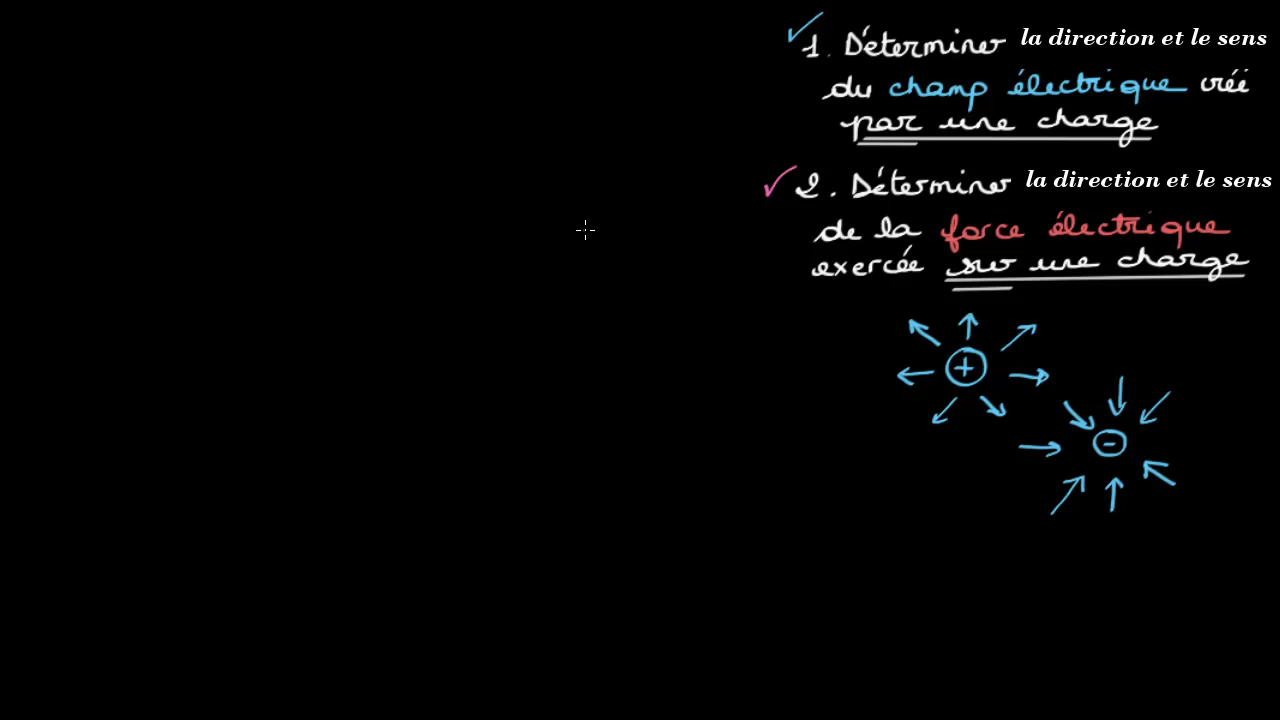 1. Déterminer la direction et le sens
du champ électrique créé
par une charge
2. Déterminer la direction et le sens
de la force électrique
exercée sur une charge
+
-